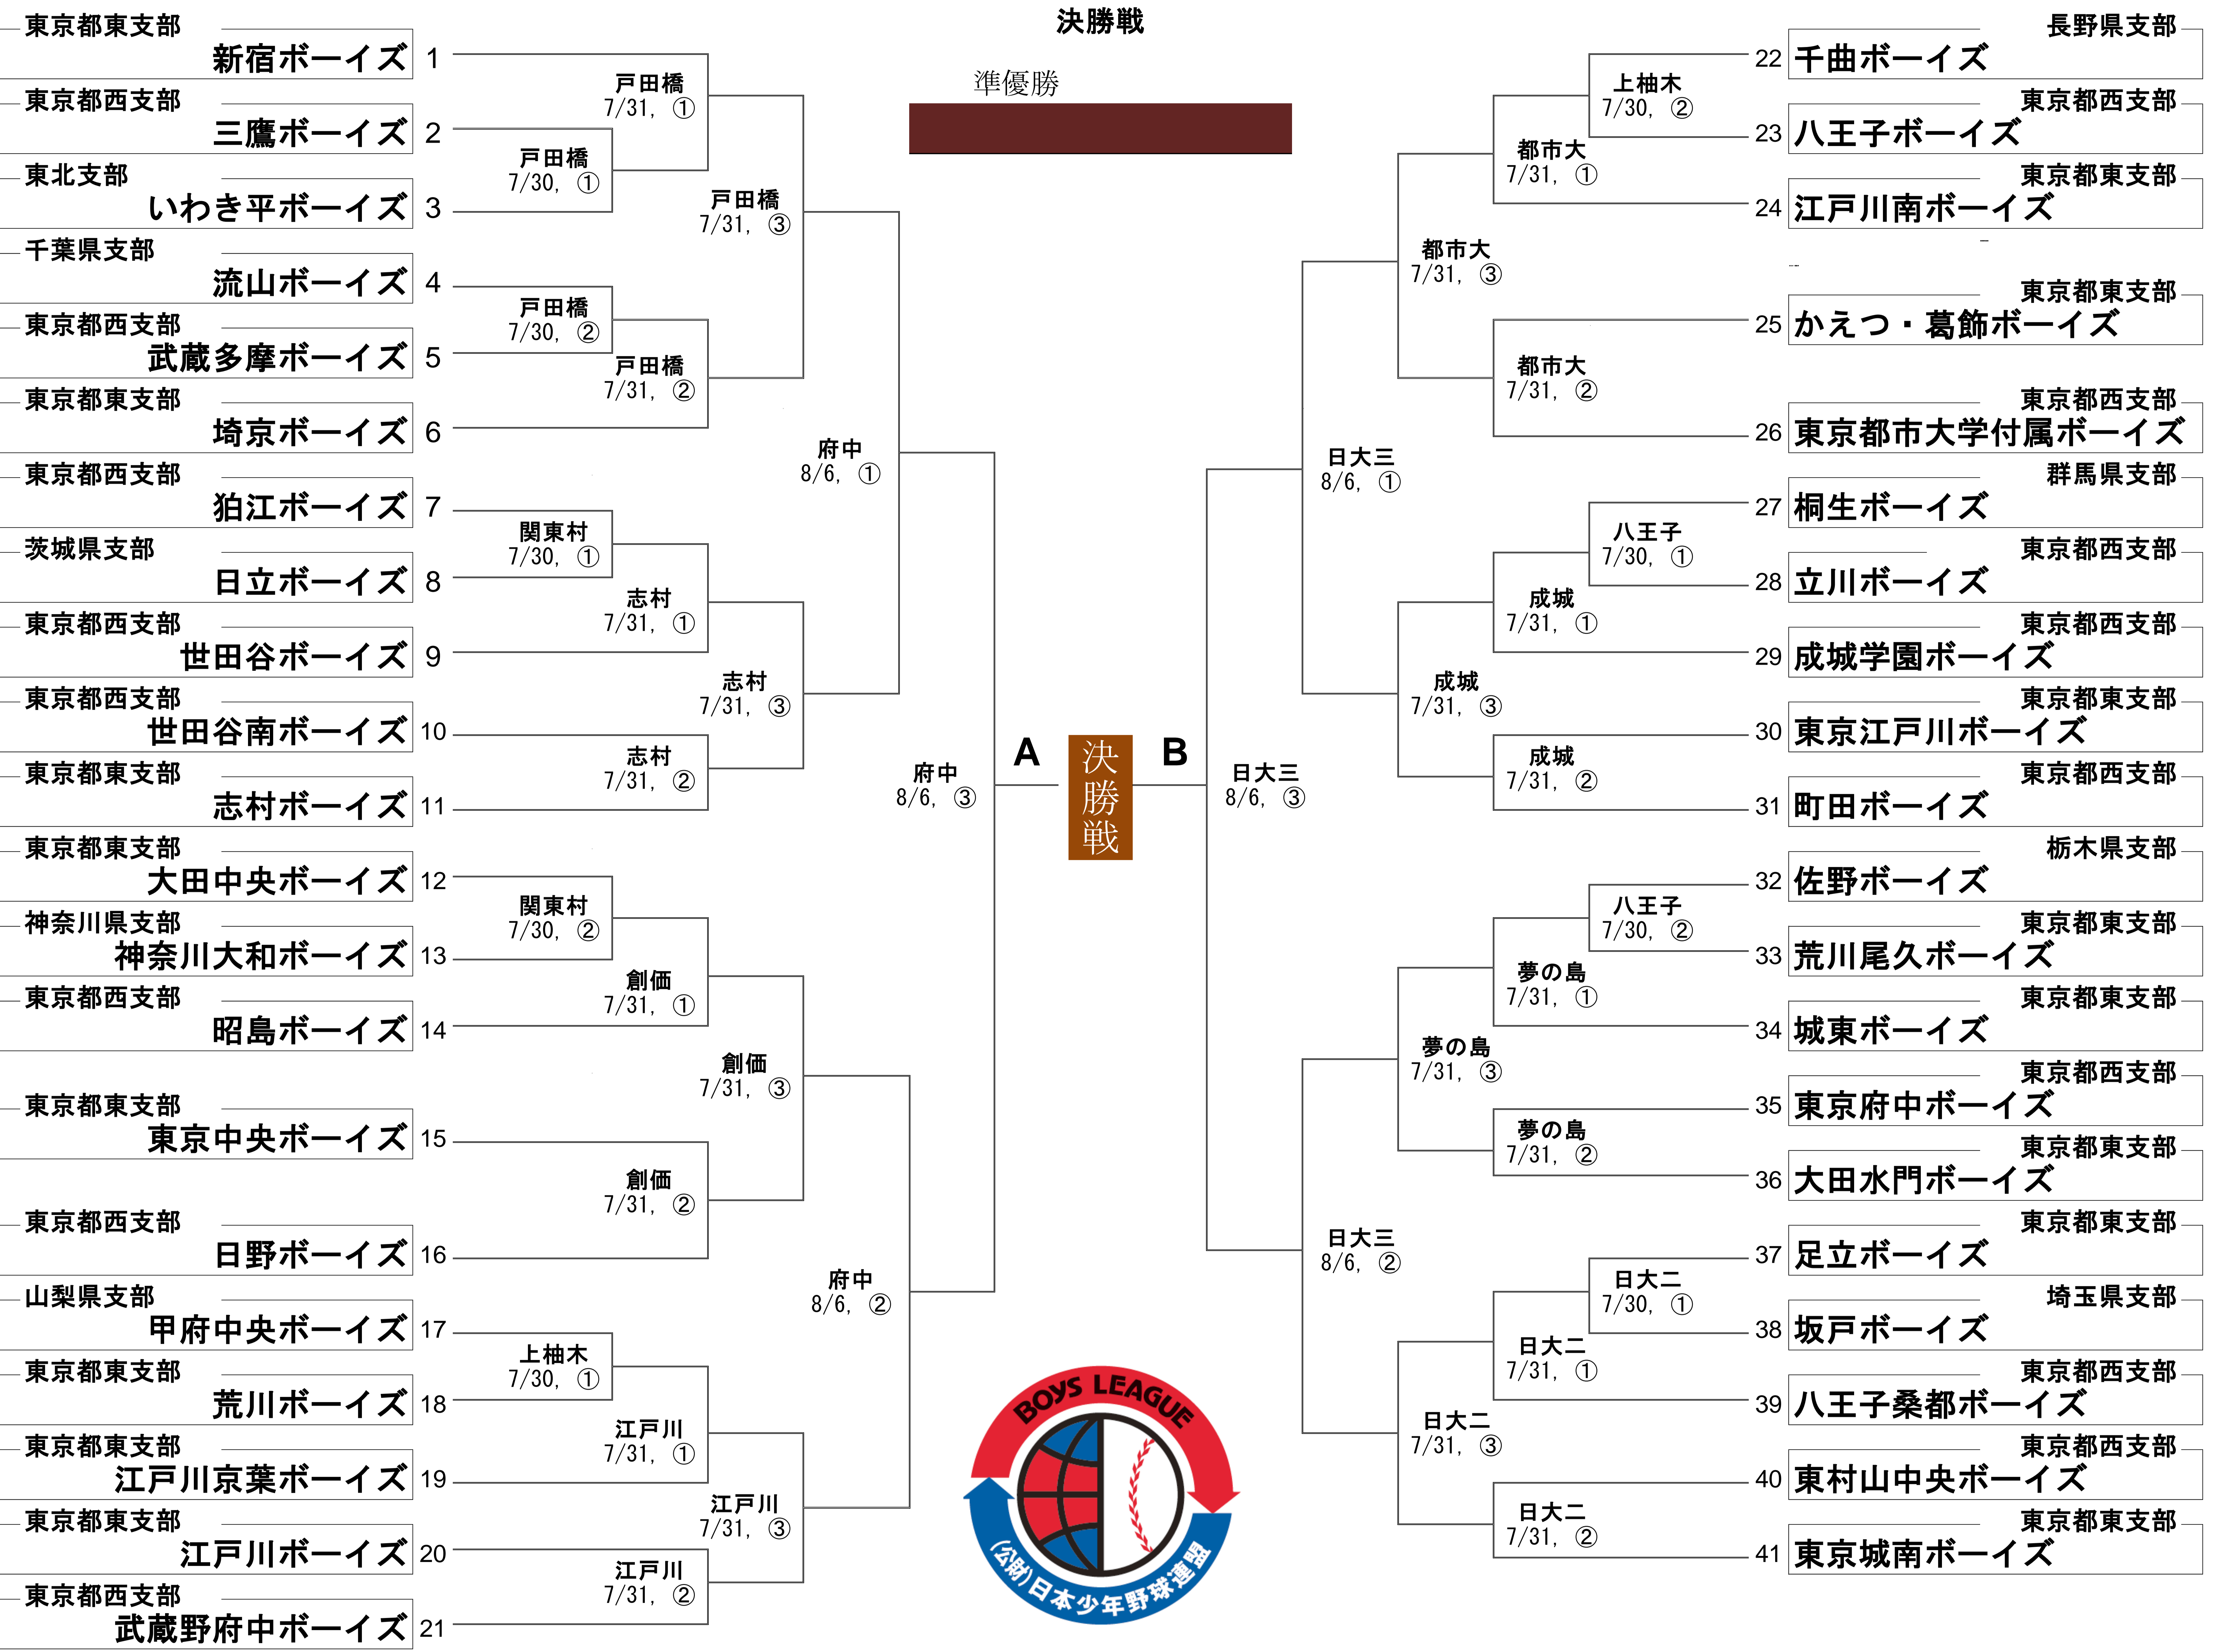 決勝戦
準優勝
東京都東支部
新宿ボーイズ 1
東京都西支部
三鷹ボーイズ 2
東北支部
いわき平ボーイズ 3
千葉県支部
流山ボーイズ 4
東京都西支部
武蔵多摩ボーイズ 5
東京都東支部
埼京ボーイズ 6
東京都西支部
狛江ボーイズ 7
茨城県支部
日立ボーイズ 8
東京都西支部
世田谷ボーイズ 9
東京都西支部
世田谷南ボーイズ 10
東京都東支部
志村ボーイズ 11
東京都東支部
大田中央ボーイズ 12
神奈川県支部
神奈川大和ボーイズ 13
東京都西支部
昭島ボーイズ 14
東京都東支部
東京中央ボーイズ 15
東京都西支部
日野ボーイズ 16
山梨県支部
甲府中央ボーイズ 17
東京都東支部
荒川ボーイズ 18
東京都東支部
江戸川京葉ボーイズ 19
東京都東支部
江戸川ボーイズ 20
東京都西支部
武蔵野府中ボーイズ 21
戸田橋
7/30, ①
戸田橋
7/30, ②
関東村
7/30, ①
関東村
7/30, ②
上柚木
7/30, ①
戸田橋
7/31, ①
戸田橋
7/31, ②
志村
7/31, ①
志村
7/31, ②
創価
7/31, ①
創価
7/31, ②
江戸川
7/31, ①
江戸川
7/31, ②
戸田橋
7/31, ③
志村
7/31, ③
創価
7/31, ③
江戸川
7/31, ③
府中
8/6, ①
府中
8/6, ②
府中
8/6, ③
A
決勝戦
B
日大三
8/6, ③
日大三
8/6, ①
日大三
8/6, ②
都市大
7/31, ③
成城
7/31, ③
夢の島
7/31, ③
日大二
7/31, ③
都市大
7/31, ①
都市大
7/31, ②
成城
7/31, ①
成城
7/31, ②
夢の島
7/31, ①
夢の島
7/31, ②
日大二
7/31, ①
日大二
7/31, ②
上柚木
7/30, ②
八王子
7/30, ①
八王子
7/30, ②
日大二
7/30, ①
長野県支部
22 千曲ボーイズ
東京都西支部
23 八王子ボーイズ
東京都東支部
24 江戸川南ボーイズ
東京都東支部
25 かえつ・葛飾ボーイズ
東京都西支部
26 東京都市大学付属ボーイズ
群馬県支部
27 桐生ボーイズ
東京都西支部
28 立川ボーイズ
東京都西支部
29 成城学園ボーイズ
東京都東支部
30 東京江戸川ボーイズ
東京都西支部
31 町田ボーイズ
栃木県支部
32 佐野ボーイズ
東京都東支部
33 荒川尾久ボーイズ
東京都東支部
34 城東ボーイズ
東京都西支部
35 東京府中ボーイズ
東京都東支部
36 大田水門ボーイズ
東京都東支部
37 足立ボーイズ
埼玉県支部
38 坂戸ボーイズ
東京都西支部
39 八王子桑都ボーイズ
東京都西支部
40 東村山中央ボーイズ
東京都東支部
41 東京城南ボーイズ
BOYS LEAGUE
(公財)日本少年野球連盟